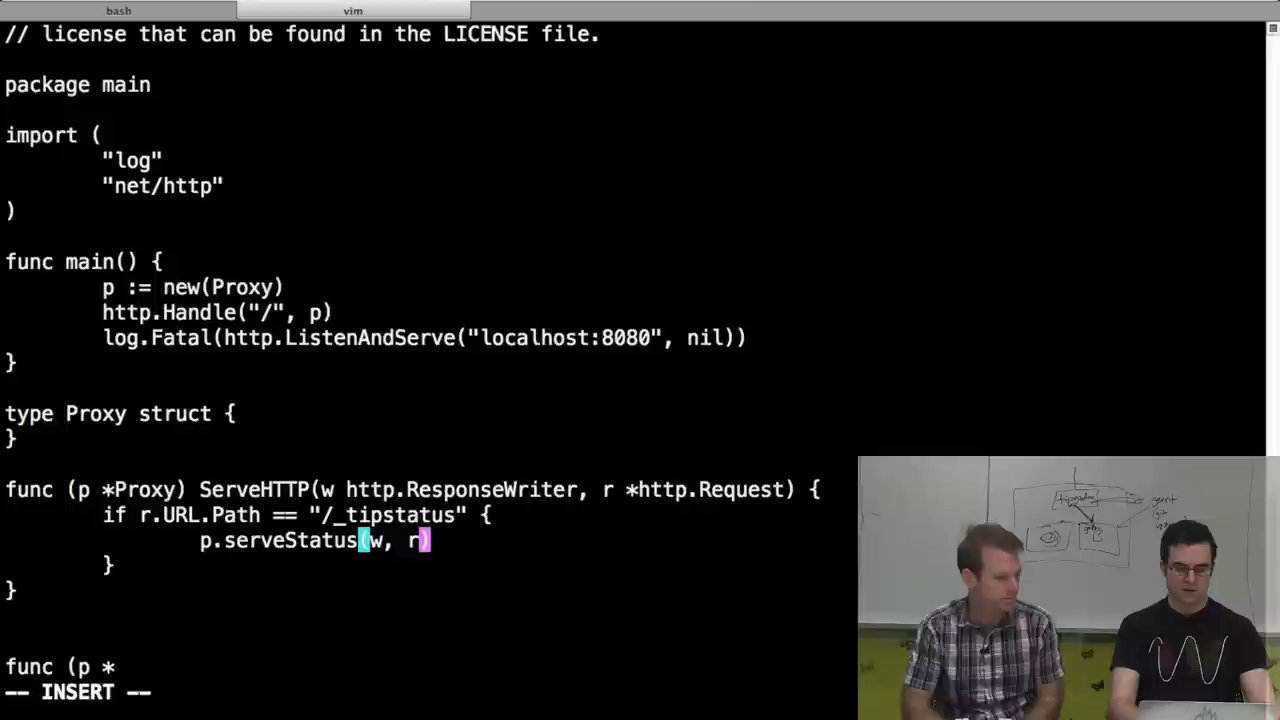 bash
vim
// license that can be found in the LICENSE file.
package main
import (
"log"
"net/http"
)
func main() {
p := new(Proxy)
http.Handle("/", p)
log.Fatal(http.ListenAndServe("localhost:8080", nil))
}
type Proxy struct {
}
func (p *Proxy) ServeHTTP(w http.ResponseWriter, r *http.Request) {
if r.URL.Path == "/_tipstatus" {
p.serveStatus(w, r)
}
}
func (p *
-- INSERT --